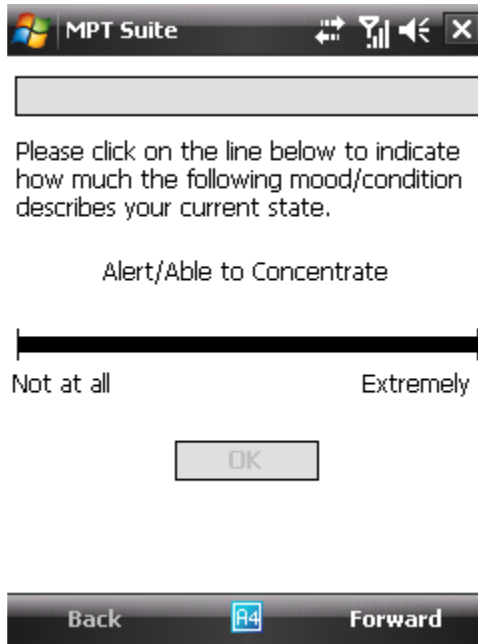 MPT Suite
Please click on the line below to indicate
how much the following mood/condition
describes your current state.
Alert/Able to Concentrate
Not at all Extremely
OK
Back A4 Forward